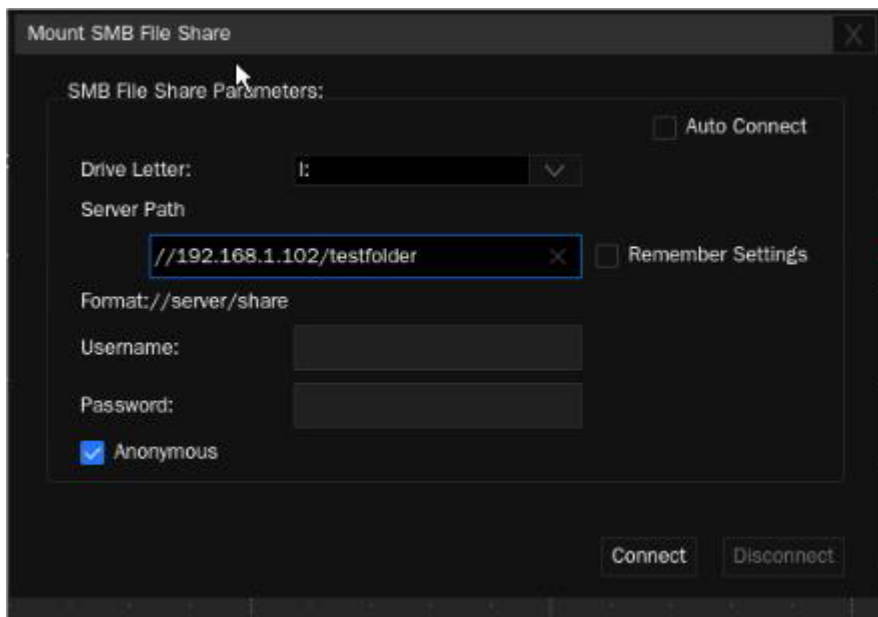 Mount SMB File Share
SMB File Share Parameters:
Auto Connect
Drive Letter: I:
Server Path
//192.168.1.102/testfolder
Remember Settings
Format://server/share
Username:
Password:
Anonymous
Connect Disconnect